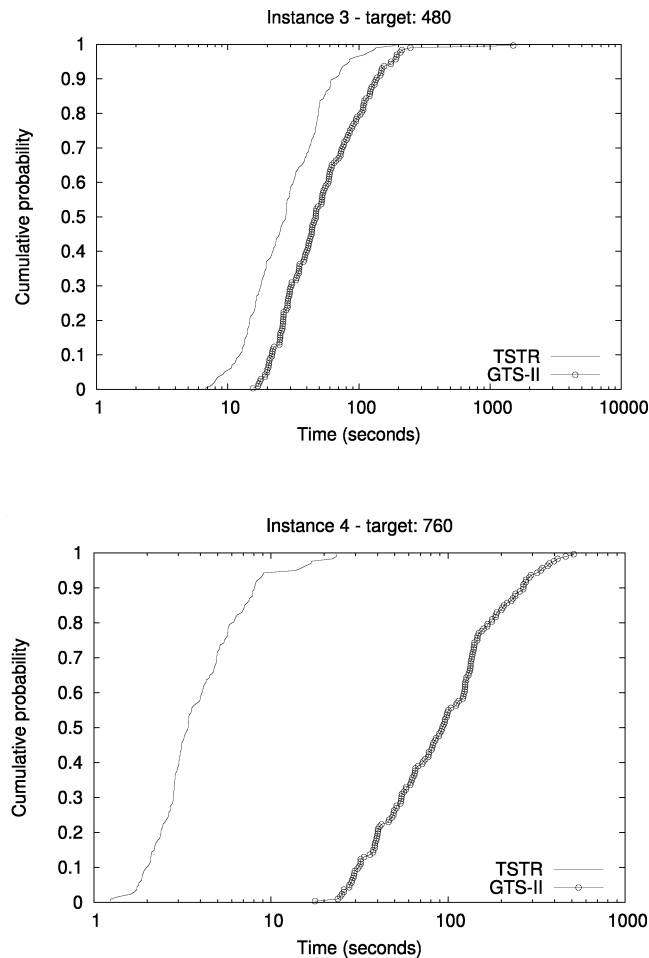 Instance 3 - target: 480
1
0.9
0.8
0.7
0.6
0.5
0.4
0.3
0.2
0.1
0
Cumulative probability
TSTR
GTS-II
1 10 100 1000 10000
Time (seconds)
Instance 4 - target: 760
1
0.9
0.8
0.7
0.6
0.5
0.4
0.3
0.2
0.1
0
Cumulative probability
TSTR
GTS-II
1 10 100 1000
Time (seconds)